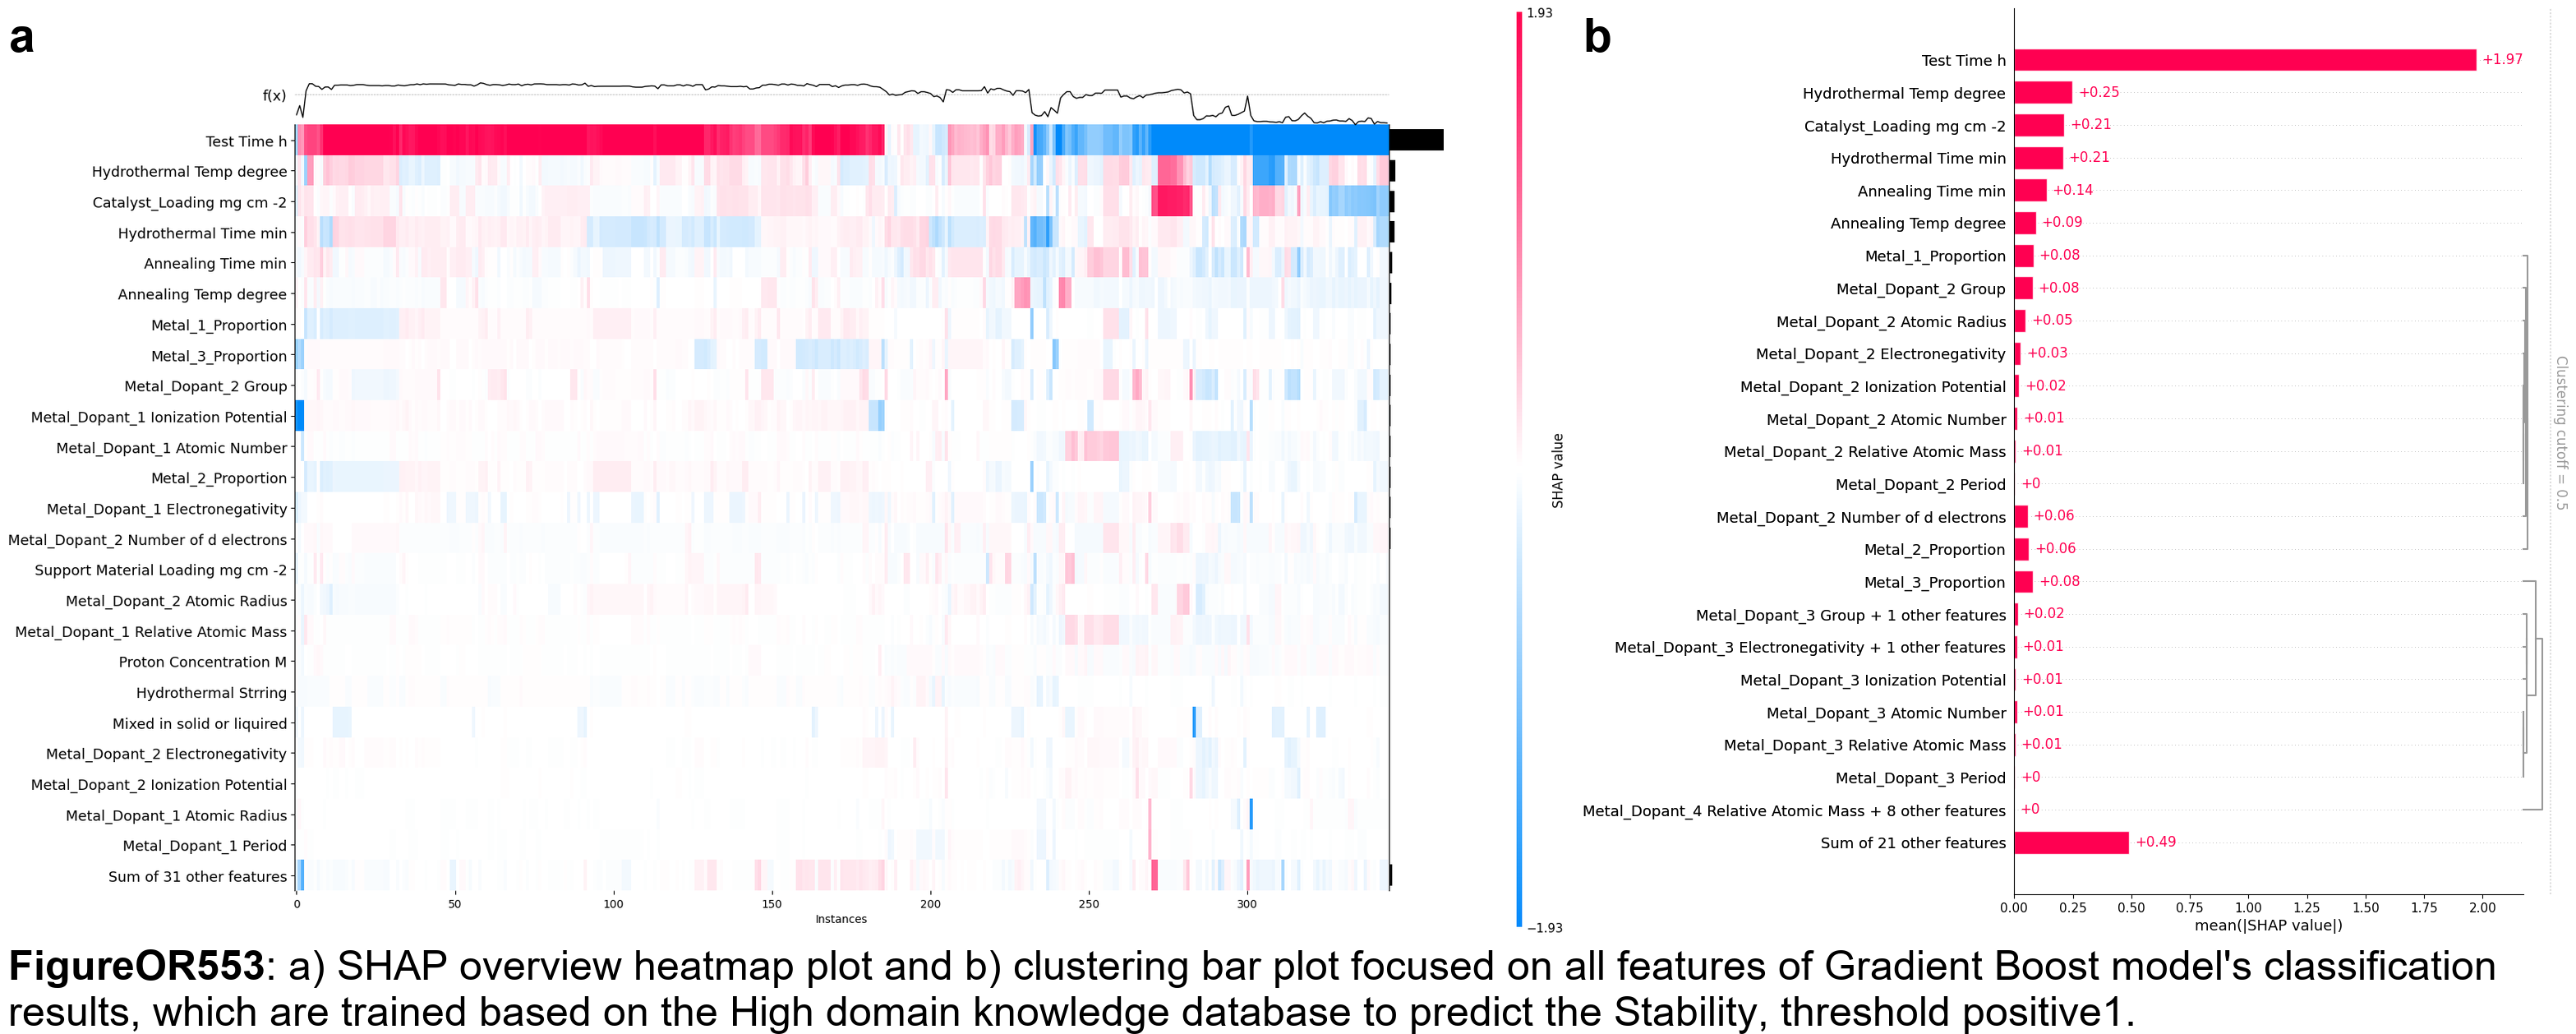 a
f(x)
Test Time h
Hydrothermal Temp degree
Catalyst_Loading mg cm -2
Hydrothermal Time min
Annealing Time min
Annealing Temp degree
Metal_1_Proportion
Metal_3_Proportion
Metal_Dopant_2 Group
Metal_Dopant_1 Ionization Potential
Metal_Dopant_1 Atomic Number
Metal_2_Proportion
Metal_Dopant_1 Electronegativity
Metal_Dopant_2 Number of d electrons
Support Material Loading mg cm -2
Metal_Dopant_2 Atomic Radius
Metal_Dopant_1 Relative Atomic Mass
Proton Concentration M
Hydrothermal Strring
Mixed in solid or liquired
Metal_Dopant_2 Electronegativity
Metal_Dopant_2 Ionization Potential
Metal_Dopant_1 Atomic Radius
Metal_Dopant_1 Period
Sum of 31 other features
0 50 100 150 200 250 300
Instances
1.93
SHAP value
−1.93
b
Test Time h +1.97
Hydrothermal Temp degree +0.25
Catalyst_Loading mg cm -2 +0.21
Hydrothermal Time min +0.21
Annealing Time min +0.14
Annealing Temp degree +0.09
Metal_1_Proportion +0.08
Metal_Dopant_2 Group +0.08
Metal_Dopant_2 Atomic Radius +0.05
Metal_Dopant_2 Electronegativity +0.03
Metal_Dopant_2 Ionization Potential +0.02
Metal_Dopant_2 Atomic Number +0.01
Metal_Dopant_2 Relative Atomic Mass +0.01
Metal_Dopant_2 Period +0
Metal_Dopant_2 Number of d electrons +0.06
Metal_2_Proportion +0.06
Metal_3_Proportion +0.08
Metal_Dopant_3 Group + 1 other features +0.02
Metal_Dopant_3 Electronegativity + 1 other features +0.01
Metal_Dopant_3 Ionization Potential +0.01
Metal_Dopant_3 Atomic Number +0.01
Metal_Dopant_3 Relative Atomic Mass +0.01
Metal_Dopant_3 Period +0
Metal_Dopant_4 Relative Atomic Mass + 8 other features +0
Sum of 21 other features +0.49
0.00 0.25 0.50 0.75 1.00 1.25 1.50 1.75 2.00
mean(|SHAP value|)
Clustering cutoff = 0.5
FigureOR553: a) SHAP overview heatmap plot and b) clustering bar plot focused on all features of Gradient Boost model's classification
results, which are trained based on the High domain knowledge database to predict the Stability, threshold positive1.